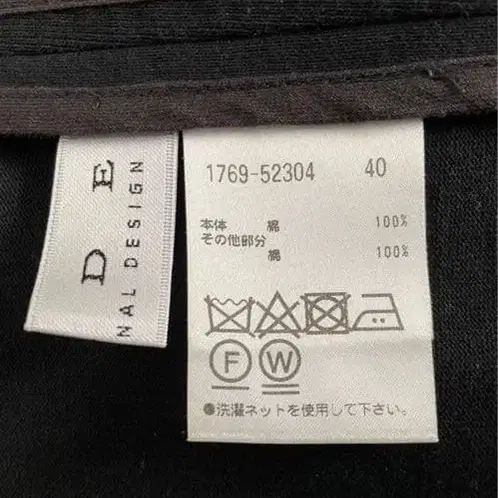 D E
NAL DESIGN
1769-52304 40
本体 綿 100%
その他部分
綿 100%
F W
●洗濯ネットを使用して下さい。